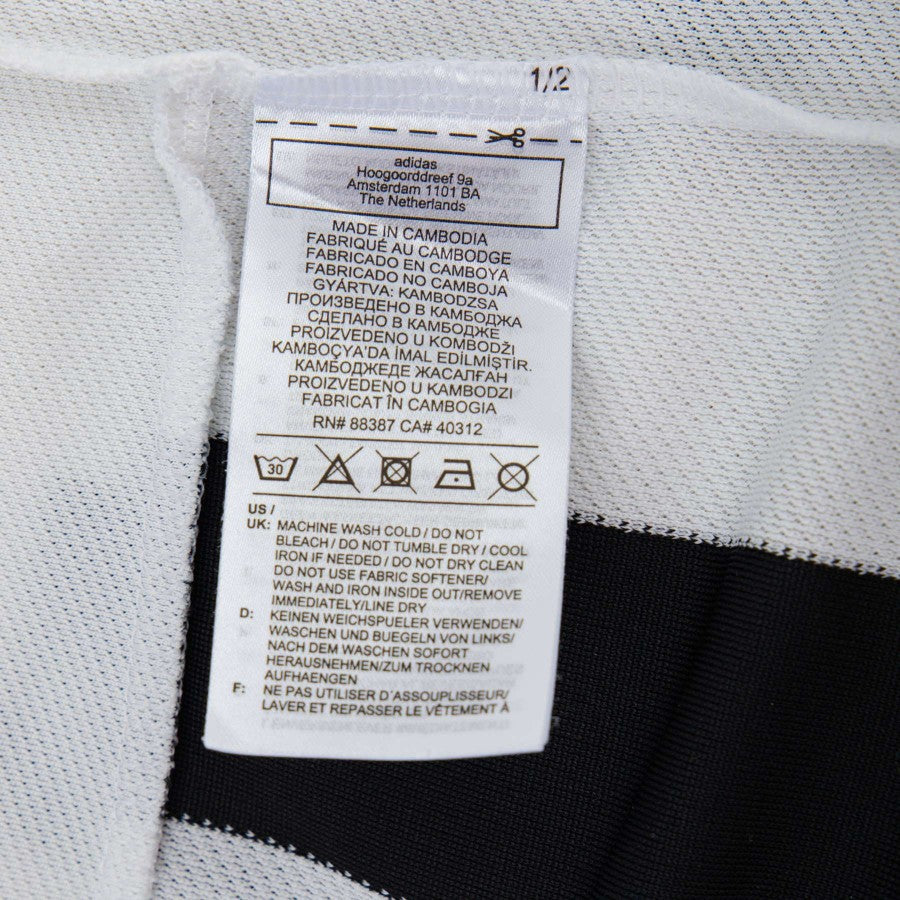 1/2
adidas
Hoogoorddreef 9a
Amsterdam 1101 BA
The Netherlands
MADE IN CAMBODIA
FABRIQUÉ AU CAMBODGE
FABRICADO EN CAMBOYA
FABRICADO NO CAMBOJA
GYÁRTVA: KAMBODZSA
ПРОИЗВЕДЕНО В КАМБОДЖА
СДЕЛАНО В КАМБОДЖЕ
PROIZVEDENO U KOMBODŽI
KAMBOÇYA'DA İMAL EDİLMİŞTİR.
КАМБОДЖЕДЕ ЖАСАЛҒАН
PROIZVEDENO U KAMBODZI
FABRICAT ÎN CAMBOGIA
RN# 88387 CA# 40312
30
US /
UK: MACHINE WASH COLD / DO NOT
BLEACH / DO NOT TUMBLE DRY / COOL
IRON IF NEEDED / DO NOT DRY CLEAN
DO NOT USE FABRIC SOFTENER/
WASH AND IRON INSIDE OUT/REMOVE
IMMEDIATELY/LINE DRY
D: KEINEN WEICHSPUELER VERWENDEN/
WASCHEN UND BUEGELN VON LINKS/
NACH DEM WASCHEN SOFORT
HERAUSNEHMEN/ZUM TROCKNEN
AUFHAENGEN
F: NE PAS UTILISER D'ASSOUPLISSEUR/
LAVER ET REPASSER LE VÊTEMENT À